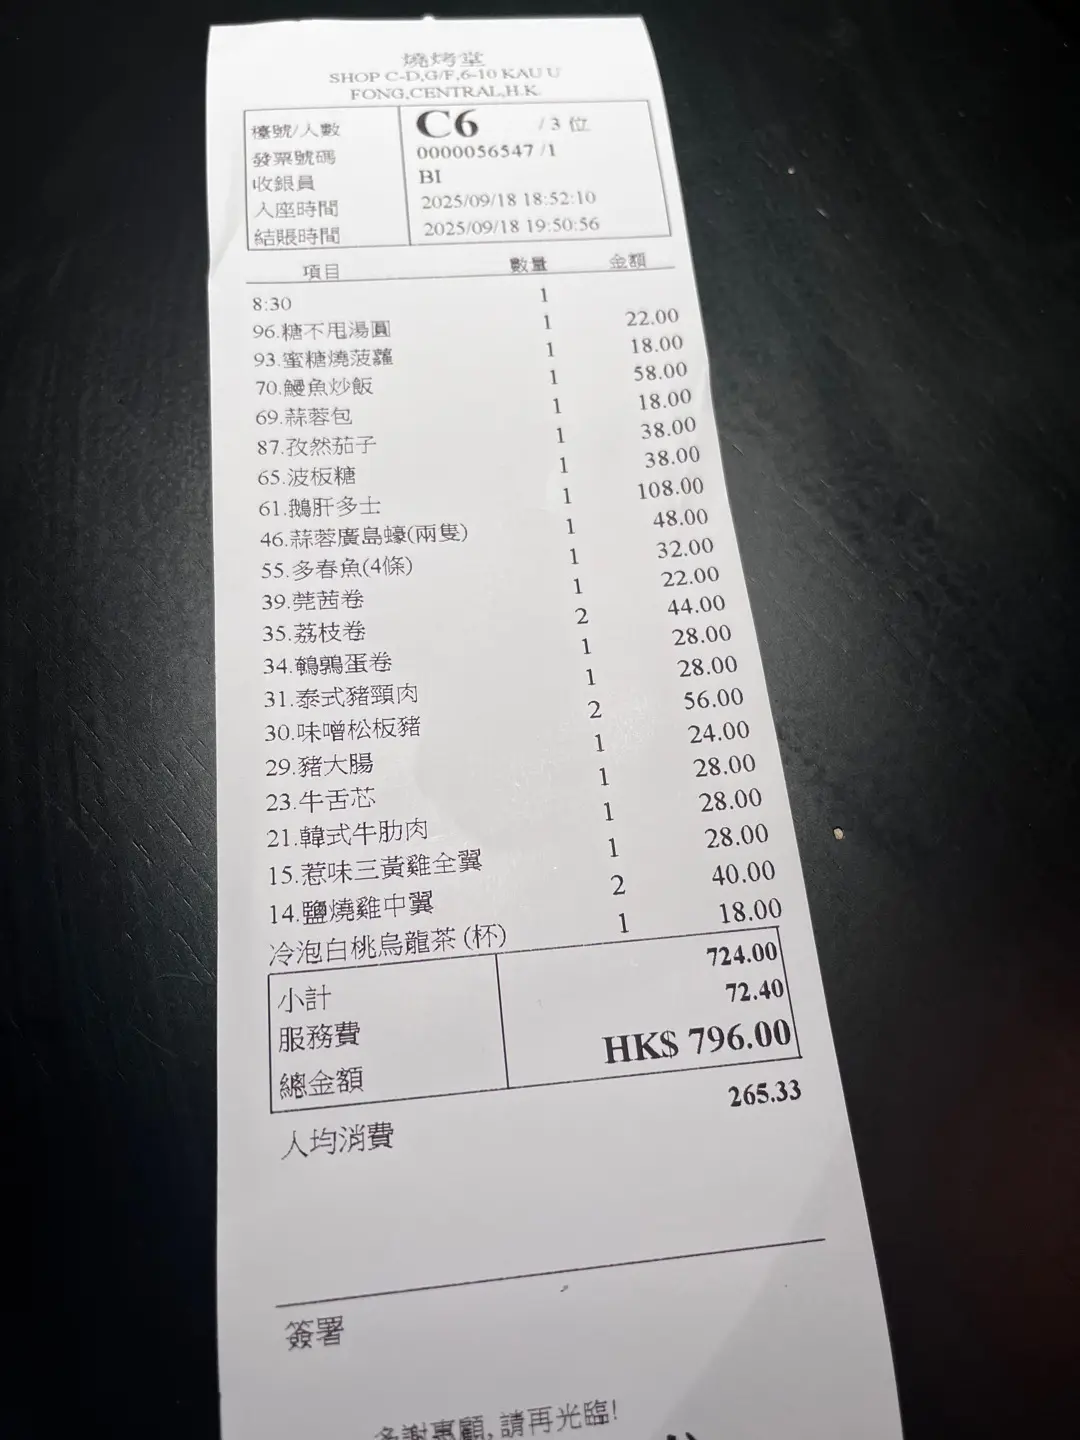 燒烤堂
SHOP C-D,G/F,6-10 KAU U
FONG,CENTRAL,H.K.
檯號/人數 C6 / 3 位
發票號碼 0000056547 /1
收銀員 BI
入座時間 2025/09/18 18:52:10
結賬時間 2025/09/18 19:50:56
項目 數量 金額
8:30 1
96.糖不甩湯圓 1 22.00
93.蜜糖燒菠蘿 1 18.00
70.鰻魚炒飯 1 58.00
69.蒜蓉包 1 18.00
87.孜然茄子 1 38.00
65.波板糖 1 38.00
61.鵝肝多士 1 108.00
46.蒜蓉廣島蠔(兩隻) 1 48.00
55.多春魚(4條) 1 32.00
39.莞茜卷 1 22.00
35.荔枝卷 2 44.00
34.鵪鶉蛋卷 1 28.00
31.泰式豬頸肉 1 28.00
30.味噌松板豬 2 56.00
29.豬大腸 1 24.00
23.牛舌芯 1 28.00
21.韓式牛肋肉 1 28.00
15.惹味三黃雞全翼 1 28.00
14.鹽燒雞中翼 2 40.00
冷泡白桃烏龍茶 (杯) 1 18.00
小計 724.00
服務費 72.40
總金額 HK$ 796.00
人均消費 265.33
簽署
多謝惠顧, 請再光臨!